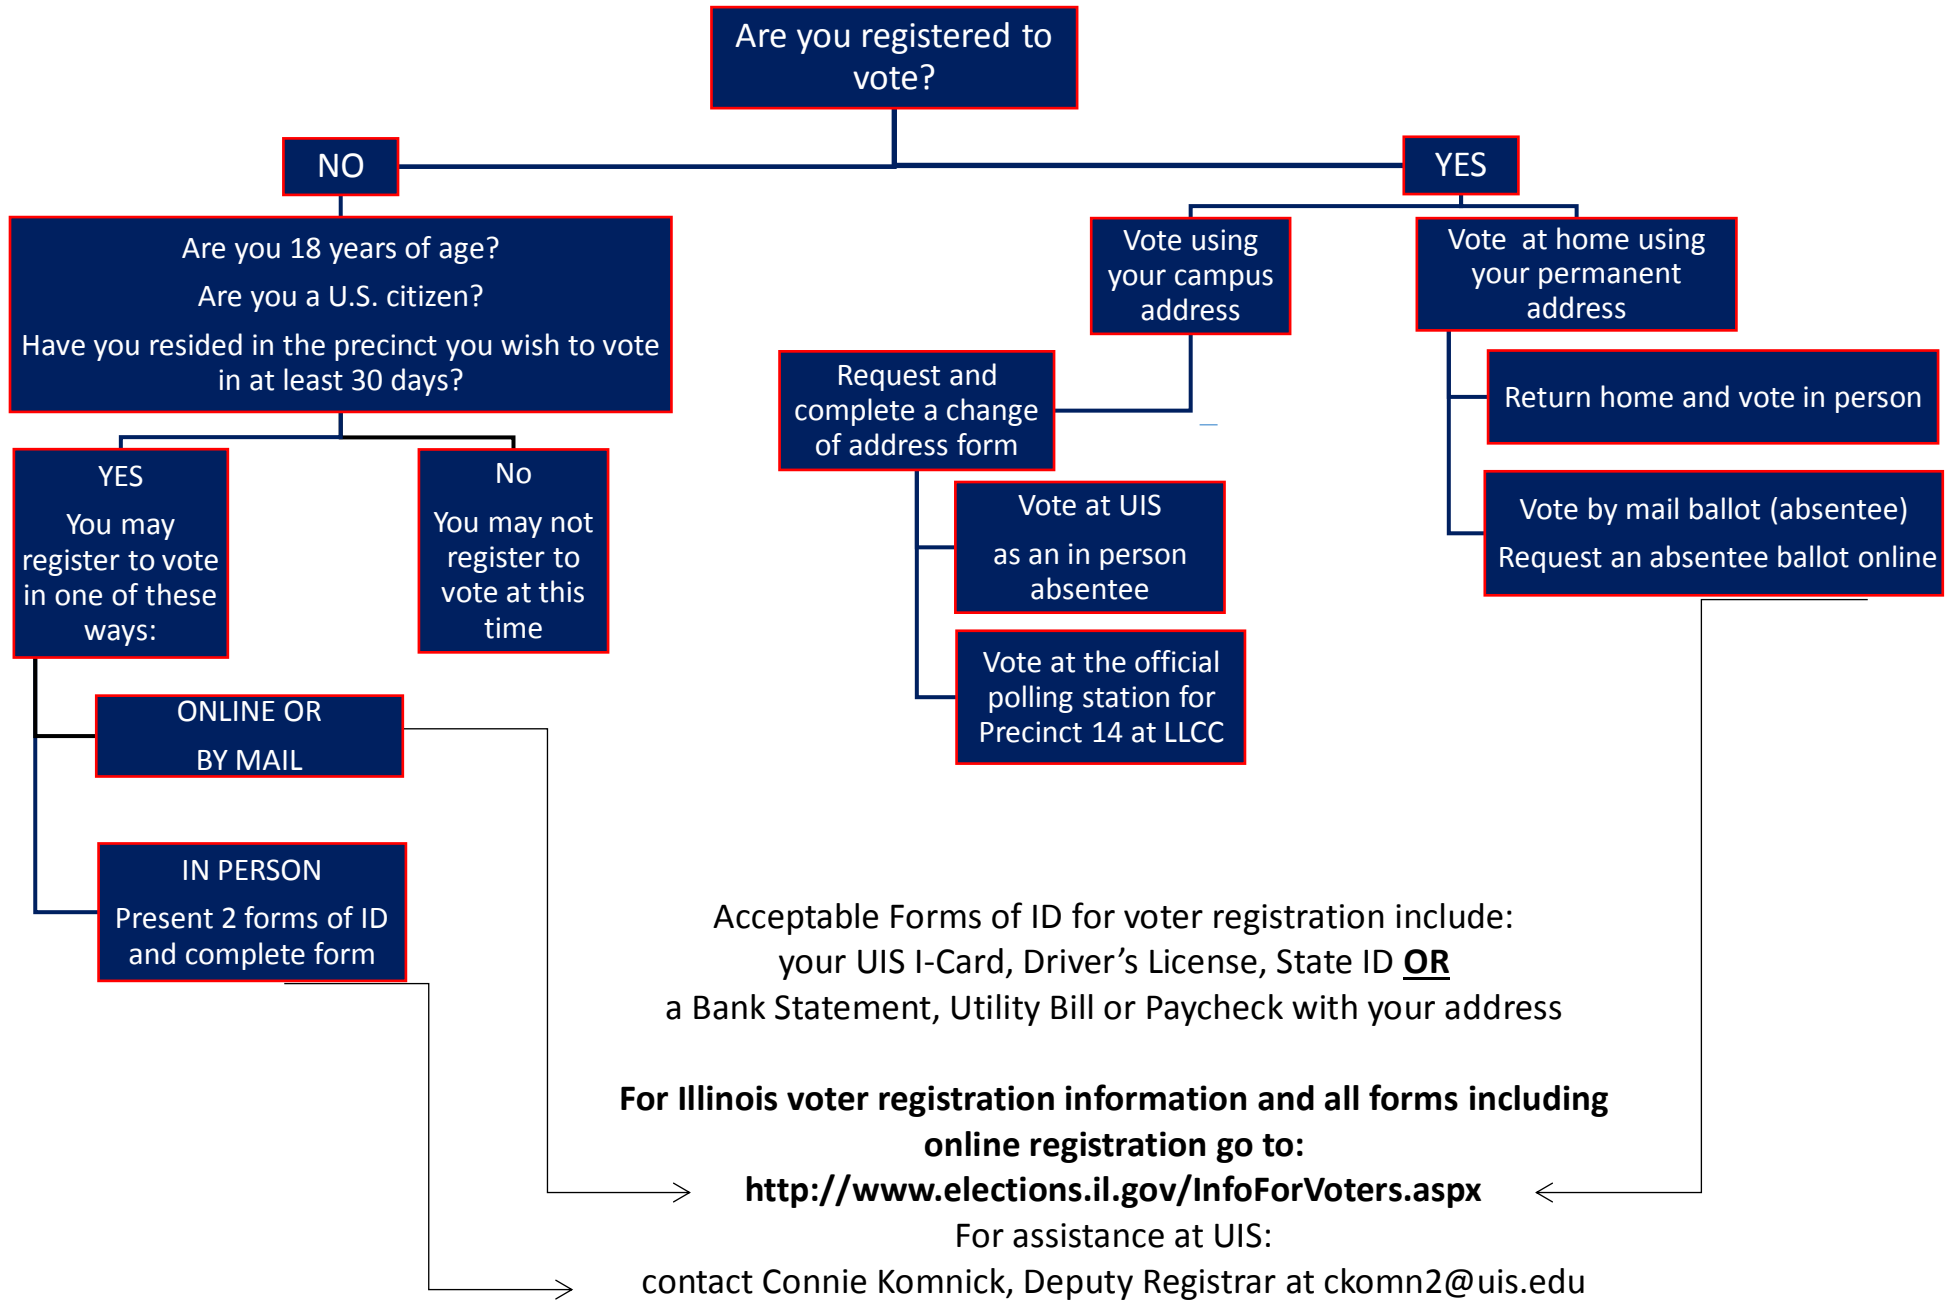 Are you registered to
vote?
NO
Are you 18 years of age?
Are you a U.S. citizen?
Have you resided in the precinct you wish to vote
in at least 30 days?
YES
You may
register to vote
in one of these
ways:
No
You may not
register to
vote at this
time
ONLINE OR
BY MAIL
IN PERSON
Present 2 forms of ID
and complete form
YES
Vote using
your campus
address
Request and
complete a change
of address form
Vote at UIS
as an in person
absentee
Vote at the official
polling station for
Precinct 14 at LLCC
Vote at home using
your permanent
address
Return home and vote in person
Vote by mail ballot (absentee)
Request an absentee ballot online
Acceptable Forms of ID for voter registration include:
your UIS I-Card, Driver’s License, State ID OR
a Bank Statement, Utility Bill or Paycheck with your address
For Illinois voter registration information and all forms including
online registration go to:
http://www.elections.il.gov/InfoForVoters.aspx
For assistance at UIS:
contact Connie Komnick, Deputy Registrar at ckomn2@uis.edu